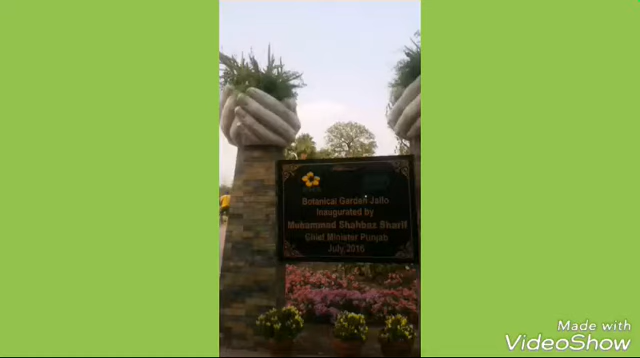 Botanical Garden Jallo
Inaugurated by
Muhammad Shahbaz Sharif
Chief Minister Punjab
July,2016
Made with
VideoShow